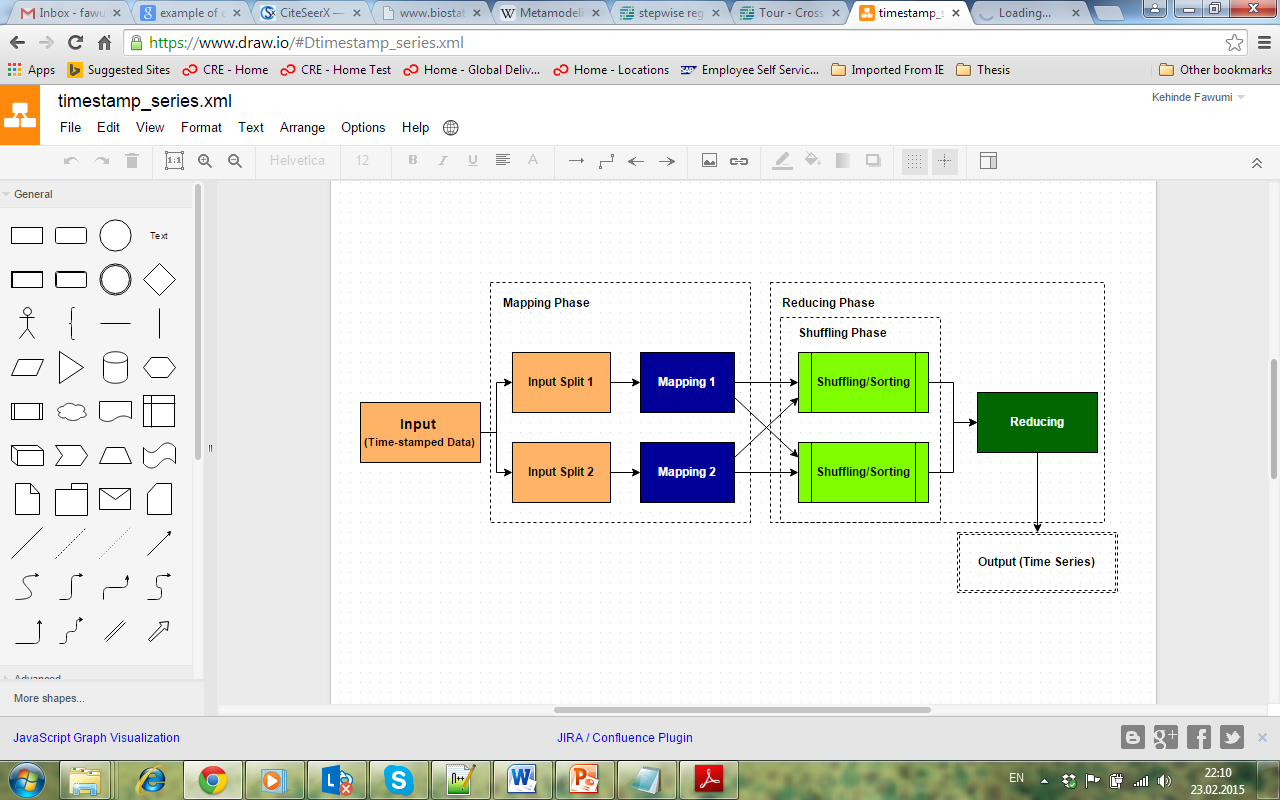 Inbox - fawu
example of c
CiteSeerX —
www.biostat
Metamodeli
stepwise reg
Tour - Cross
timestamp_s
Loading...
https://www.draw.io/#Dtimestamp_series.xml
Apps
Suggested Sites
CRE - Home
CRE - Home Test
Home - Global Deliv...
Home - Locations
SAP
Employee Self Servic...
Imported From IE
Thesis
Other bookmarks
timestamp_series.xml
Kehinde Fawumi
File Edit View Format Text Arrange Options Help
1:1
Helvetica
12
B I U A
General
Text
Mapping Phase
Reducing Phase
Shuffling Phase
Input Split 1
Mapping 1
Shuffling/Sorting
Input
(Time-stamped Data)
Reducing
Input Split 2
Mapping 2
Shuffling/Sorting
Output (Time Series)
Advanced
More shapes...
JavaScript Graph Visualization
JIRA / Confluence Plugin
EN
22:10
23.02.2015